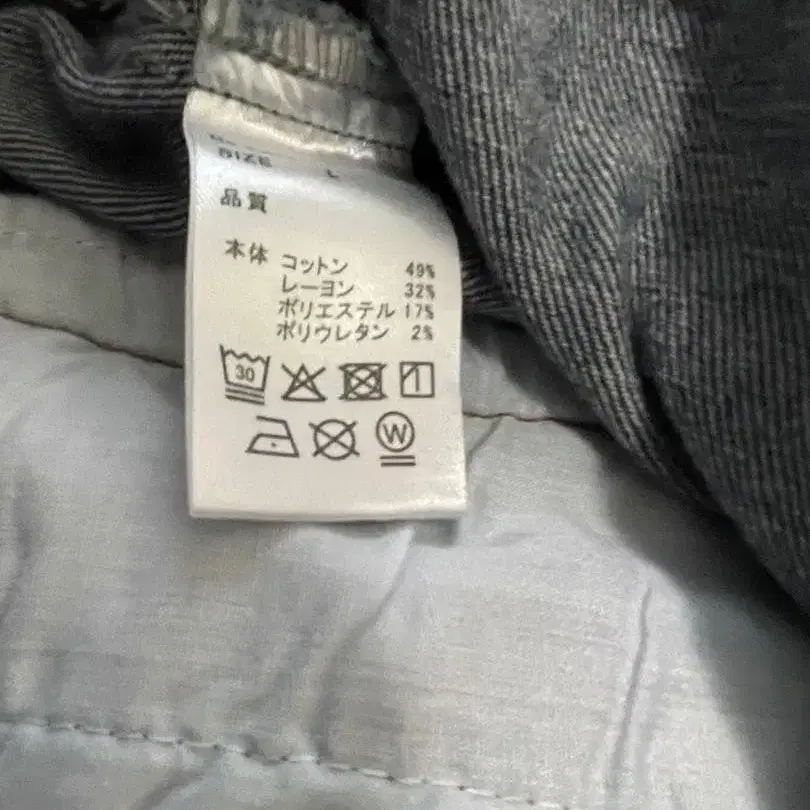 SIZE L
品質
本体 コットン 49%
レーヨン 32%
ポリエステル 17%
ポリウレタン 2%
30
W